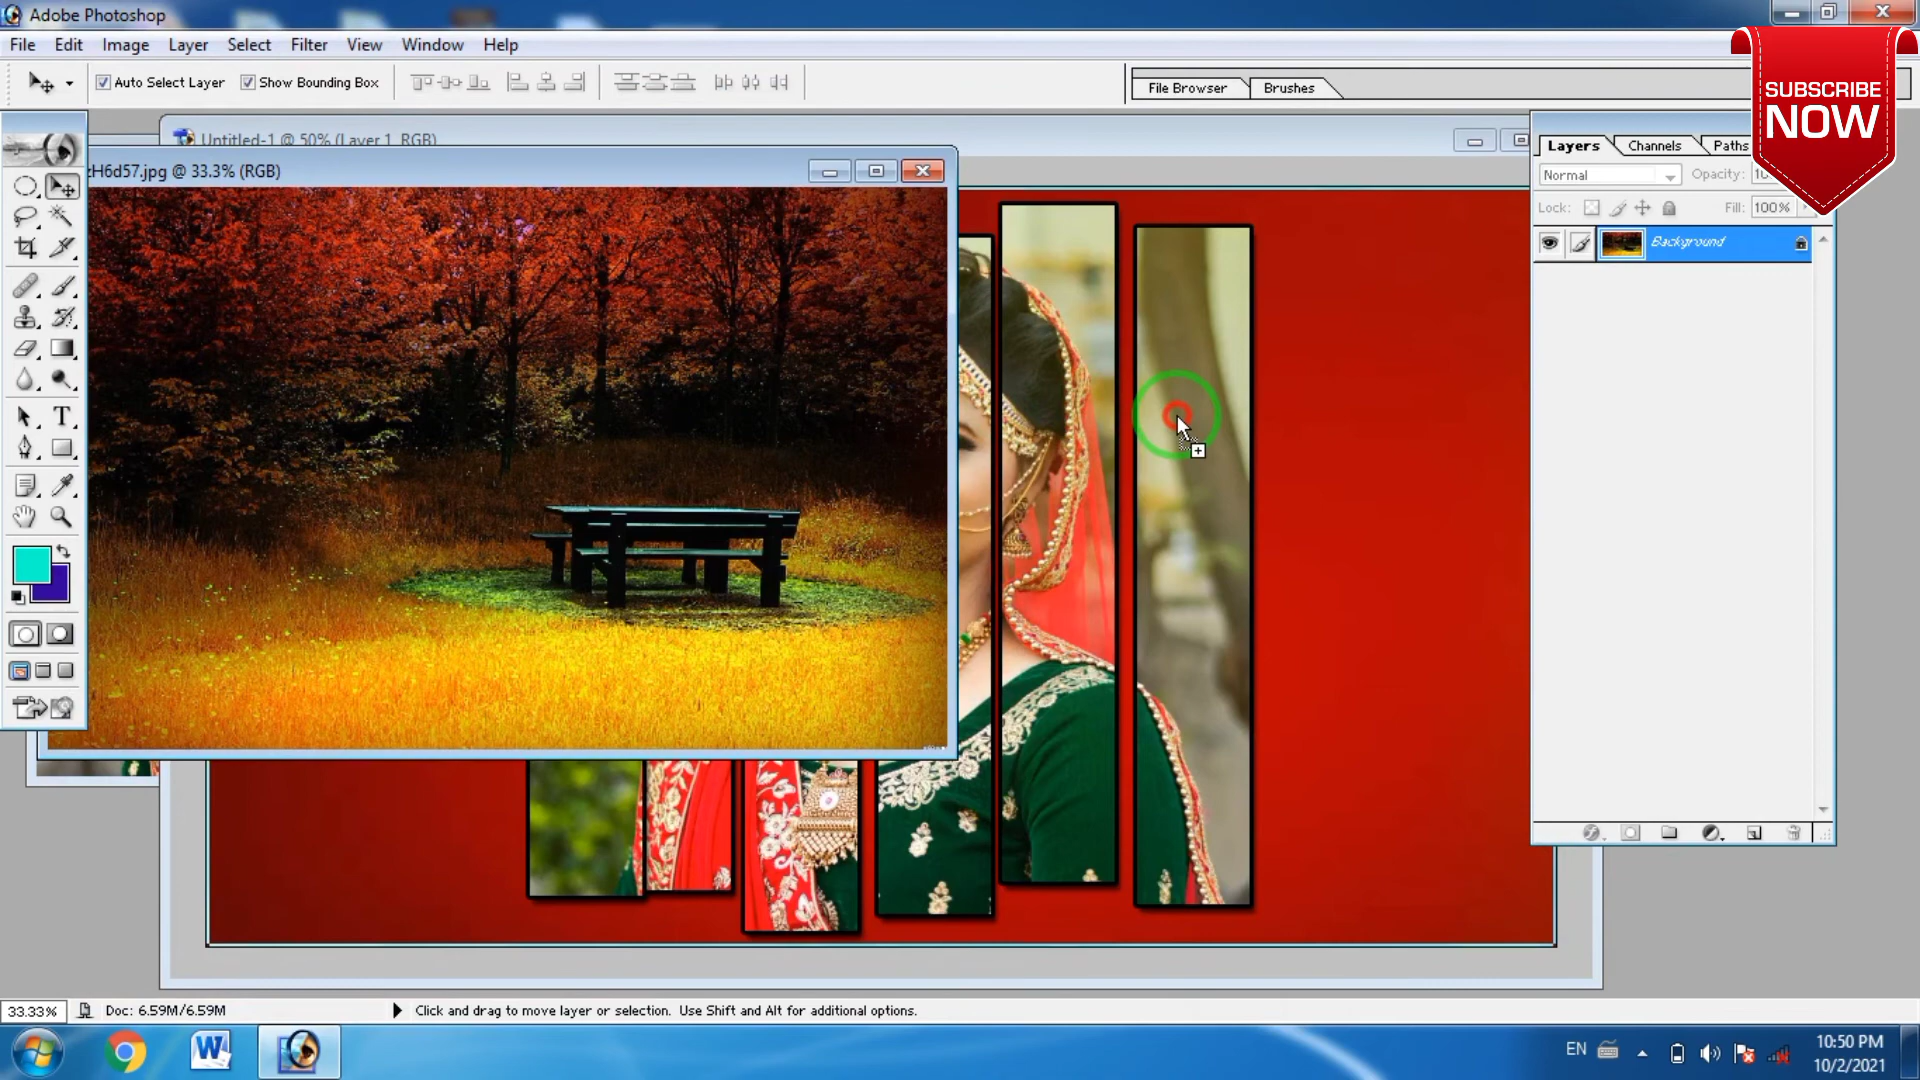 Adobe Photoshop
File Edit Image Layer Select Filter View Window Help
Auto Select Layer Show Bounding Box
File Browser Brushes
SUBSCRIBE
NOW
Untitled-1 @ 50% (Layer 1, RGB)
zH6d57.jpg @ 33.3% (RGB)
Layers Channels Paths
Normal Opacity:
Lock: Fill: 100%
Background
T
33.33% Doc: 6.59M/6.59M Click and drag to move layer or selection. Use Shift and Alt for additional options.
W
EN
10:50 PM
10/2/2021